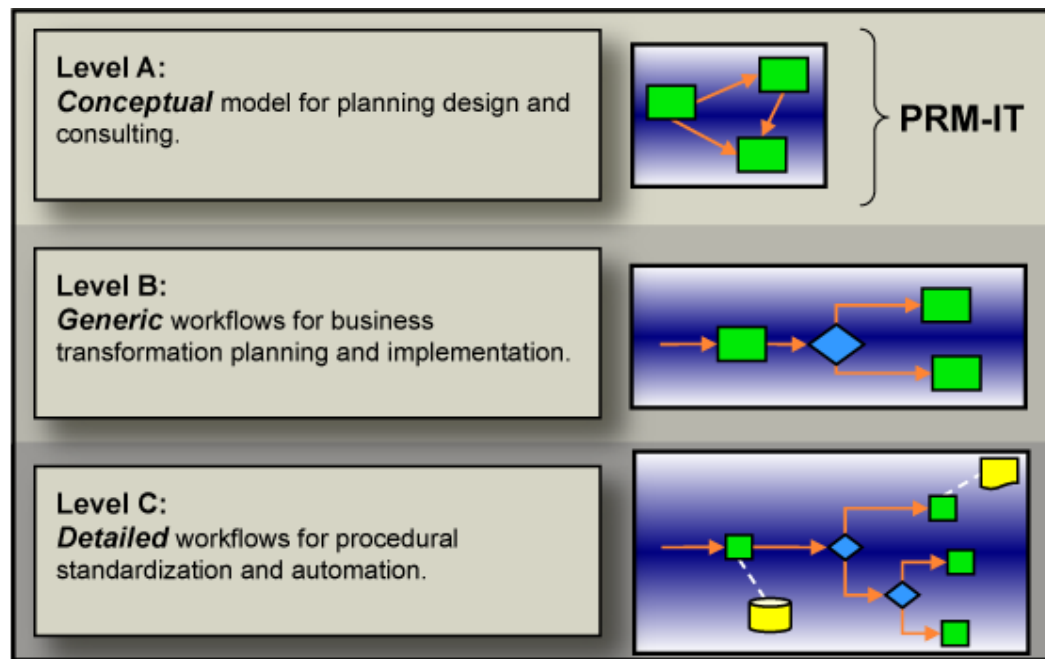 Level A:
Conceptual model for planning design and
consulting.
PRM-IT
Level B:
Generic workflows for business
transformation planning and implementation.
Level C:
Detailed workflows for procedural
standardization and automation.